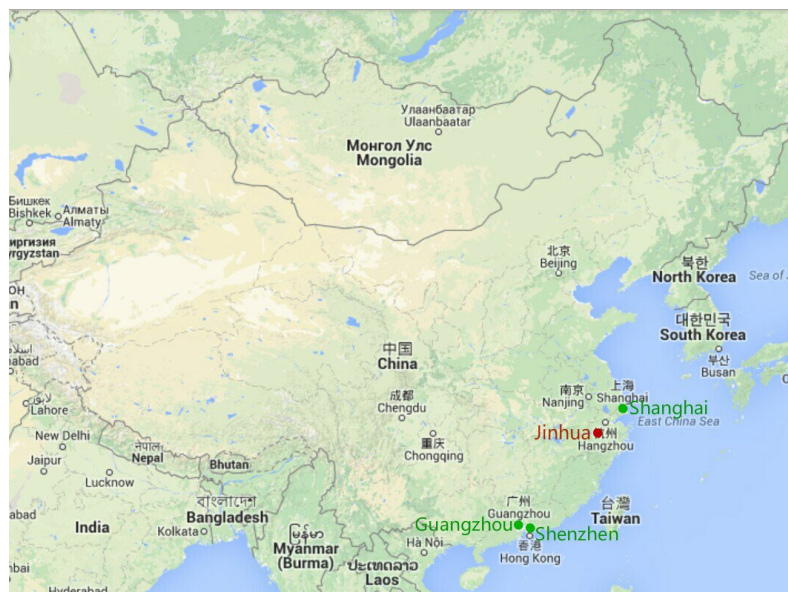 Улаанбаатар
Ulaanbaatar
Монгол Улс
Mongolia
Бишкек
Bishkek
Алматы
Almaty
北京
Beijing
북한
North Korea
Sea of
대한민국
South Korea
부산
Busan
中国
China
成都
Chengdu
重庆
Chongqing
南京
Nanjing
上海
Shanghai
Shanghai
East China Sea
Jinhua
Hangzhou
Lahore
New Delhi
Jaipur
नेपाल
Nepal
Bhutan
Lucknow
বাংলাদেশ
Bangladesh
India
Kolkata
မြန်မာ
Myanmar
(Burma)
Hà Nội
ປະເທດລາວ
Laos
广州
Guangzhou
Guangzhou
Shenzhen
香港
Hong Kong
台灣
Taiwan